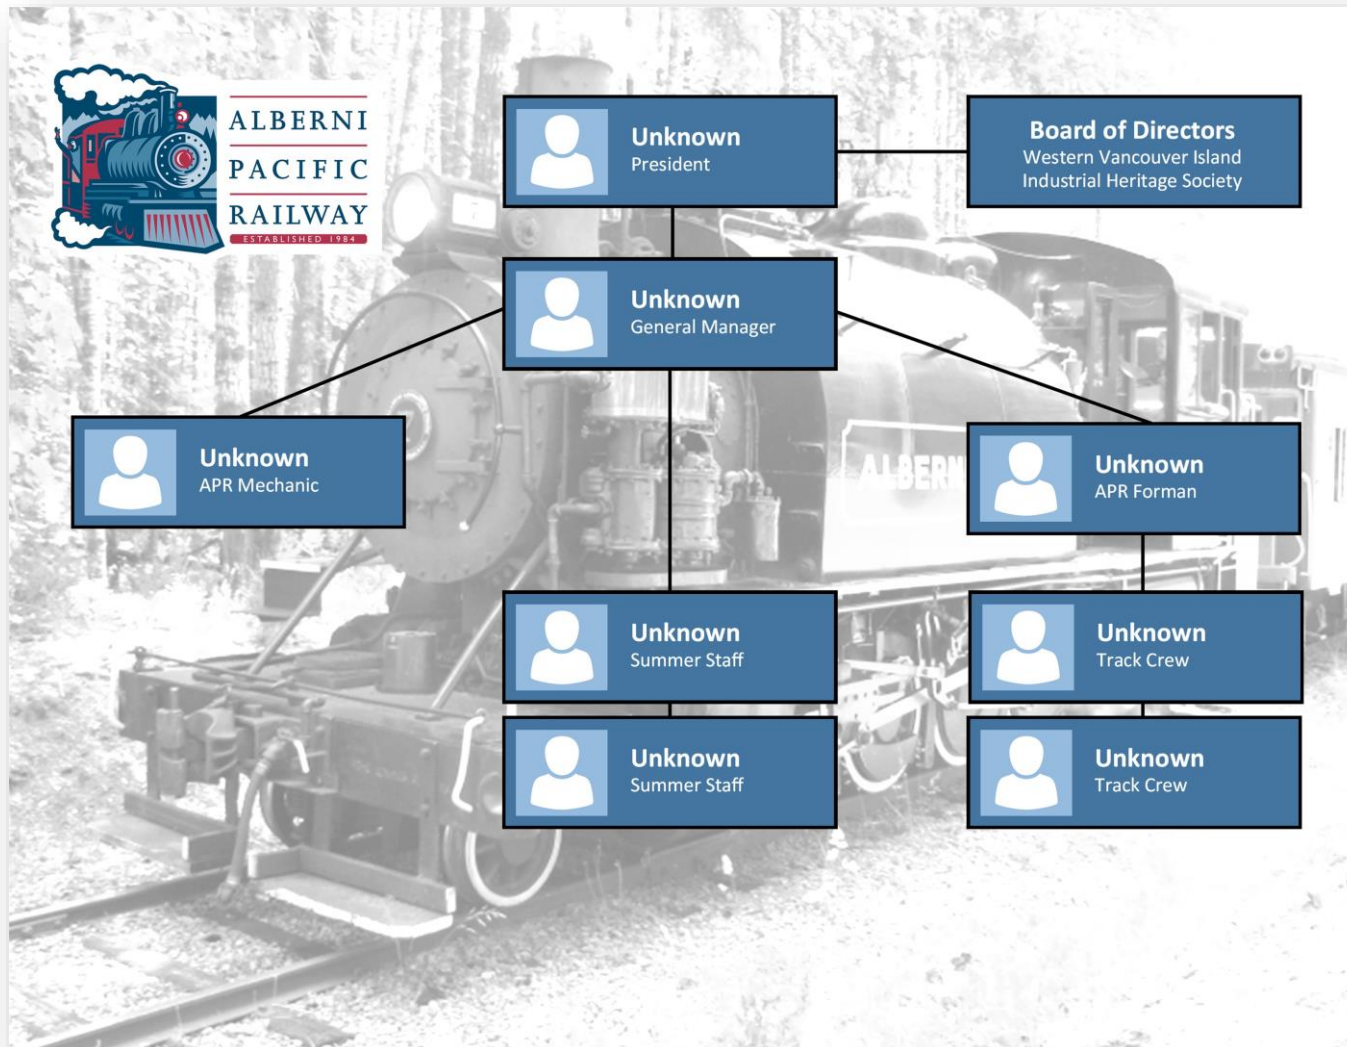 ALBERNI
PACIFIC
RAILWAY
ESTABLISHED 1984
Unknown
President
Board of Directors
Western Vancouver Island
Industrial Heritage Society
Unknown
General Manager
Unknown
APR Mechanic
Unknown
APR Forman
ALBERN
Unknown
Summer Staff
Unknown
Track Crew
Unknown
Summer Staff
Unknown
Track Crew